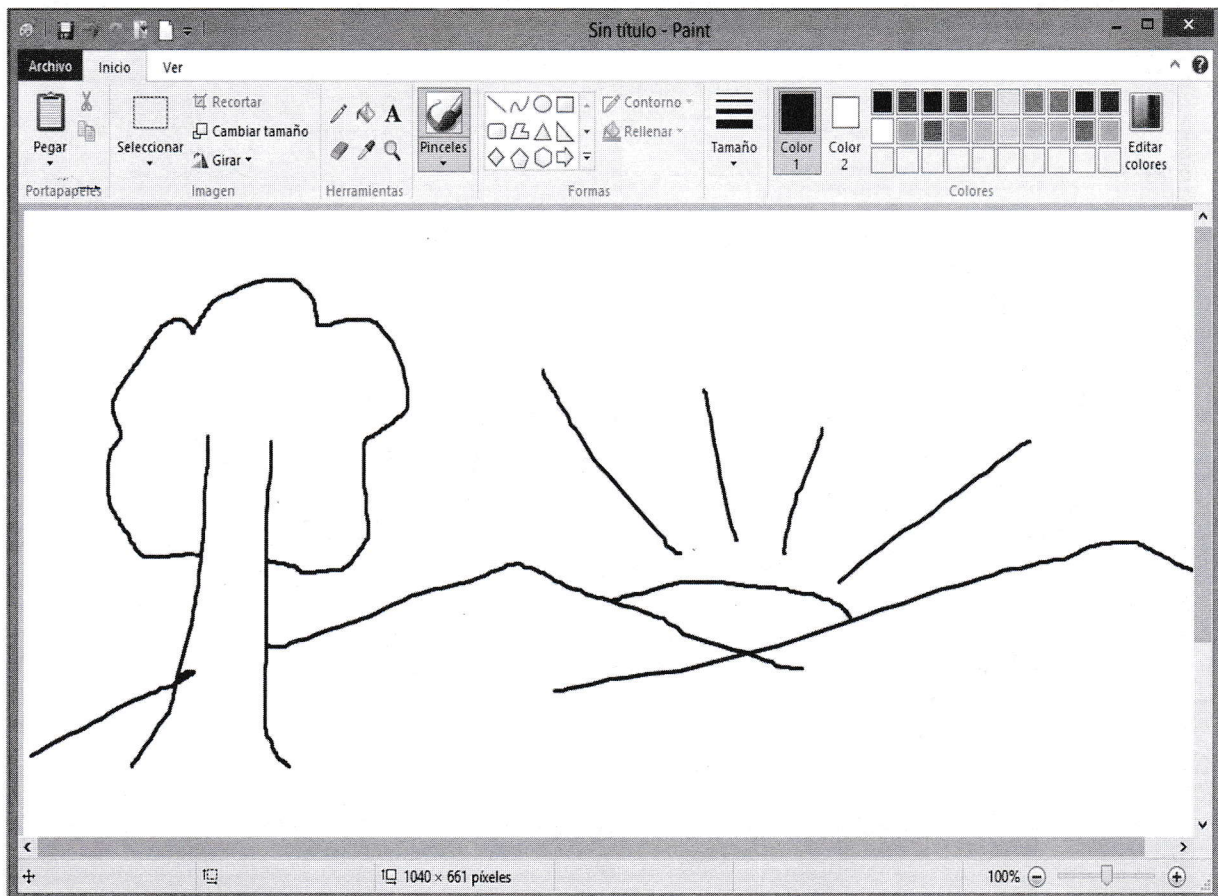 Sin título - Paint
Archivo Inicio Ver
Pegar
Portapapeles
Seleccionar
Recortar
Cambiar tamaño
Girar
Imagen
A
Herramientas
Pinceles
Contorno
Rellenar
Formas
Tamaño
Color 1
Color 2
Editar colores
Colores
1040 × 661 píxeles
100%